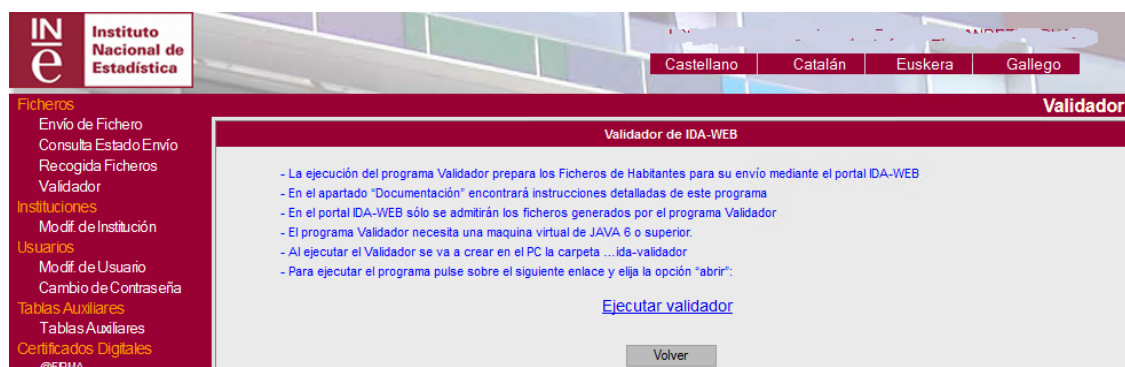 INe
Instituto
Nacional de
Estadística
Castellano Catalán Euskera Gallego
Validador
Ficheros
Envío de Fichero
Consulta Estado Envío
Recogida Ficheros
Validador
Instituciones
Modif. de Institución
Usuarios
Modif. de Usuario
Cambio de Contraseña
Tablas Auxiliares
Tablas Auxiliares
Certificados Digitales
Validador de IDA-WEB
- La ejecución del programa Validador prepara los Ficheros de Habitantes para su envío mediante el portal IDA-WEB
- En el apartado "Documentación" encontrará instrucciones detalladas de este programa
- En el portal IDA-WEB sólo se admitirán los ficheros generados por el programa Validador
- El programa Validador necesita una maquina virtual de JAVA 6 o superior.
- Al ejecutar el Validador se va a crear en el PC la carpeta ...ida-validador
- Para ejecutar el programa pulse sobre el siguiente enlace y elija la opción "abrir":
Ejecutar validador
Volver